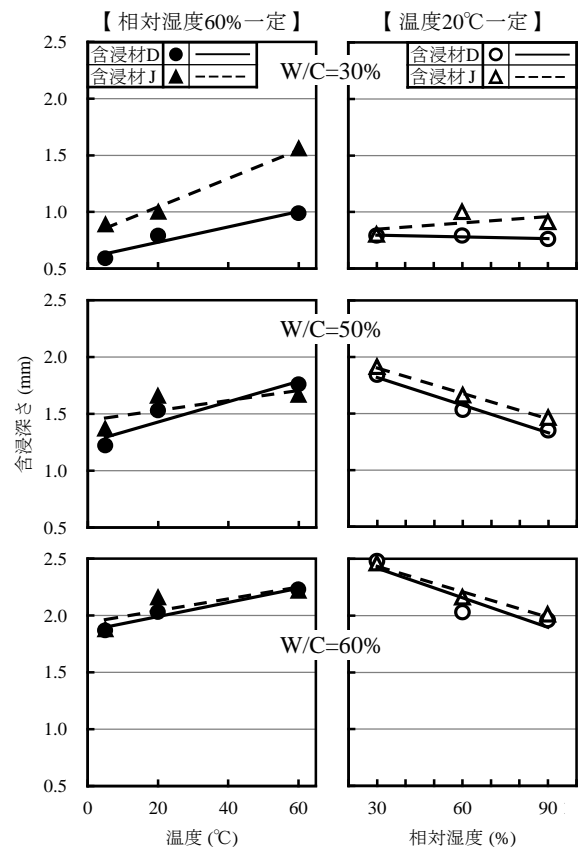 【 相対湿度60%一定】
【 温度20℃一定】
含浸材D
含浸材J
含浸材D
含浸材J
W/C=30%
2.5
2.0
1.5
1.0
0.5
W/C=50%
2.5
2.0
1.5
1.0
0.5
含浸深さ (mm)
W/C=60%
2.5
2.0
1.5
1.0
0.5
0 20 40 60
30 60 90
温度 (℃)
相対湿度 (%)